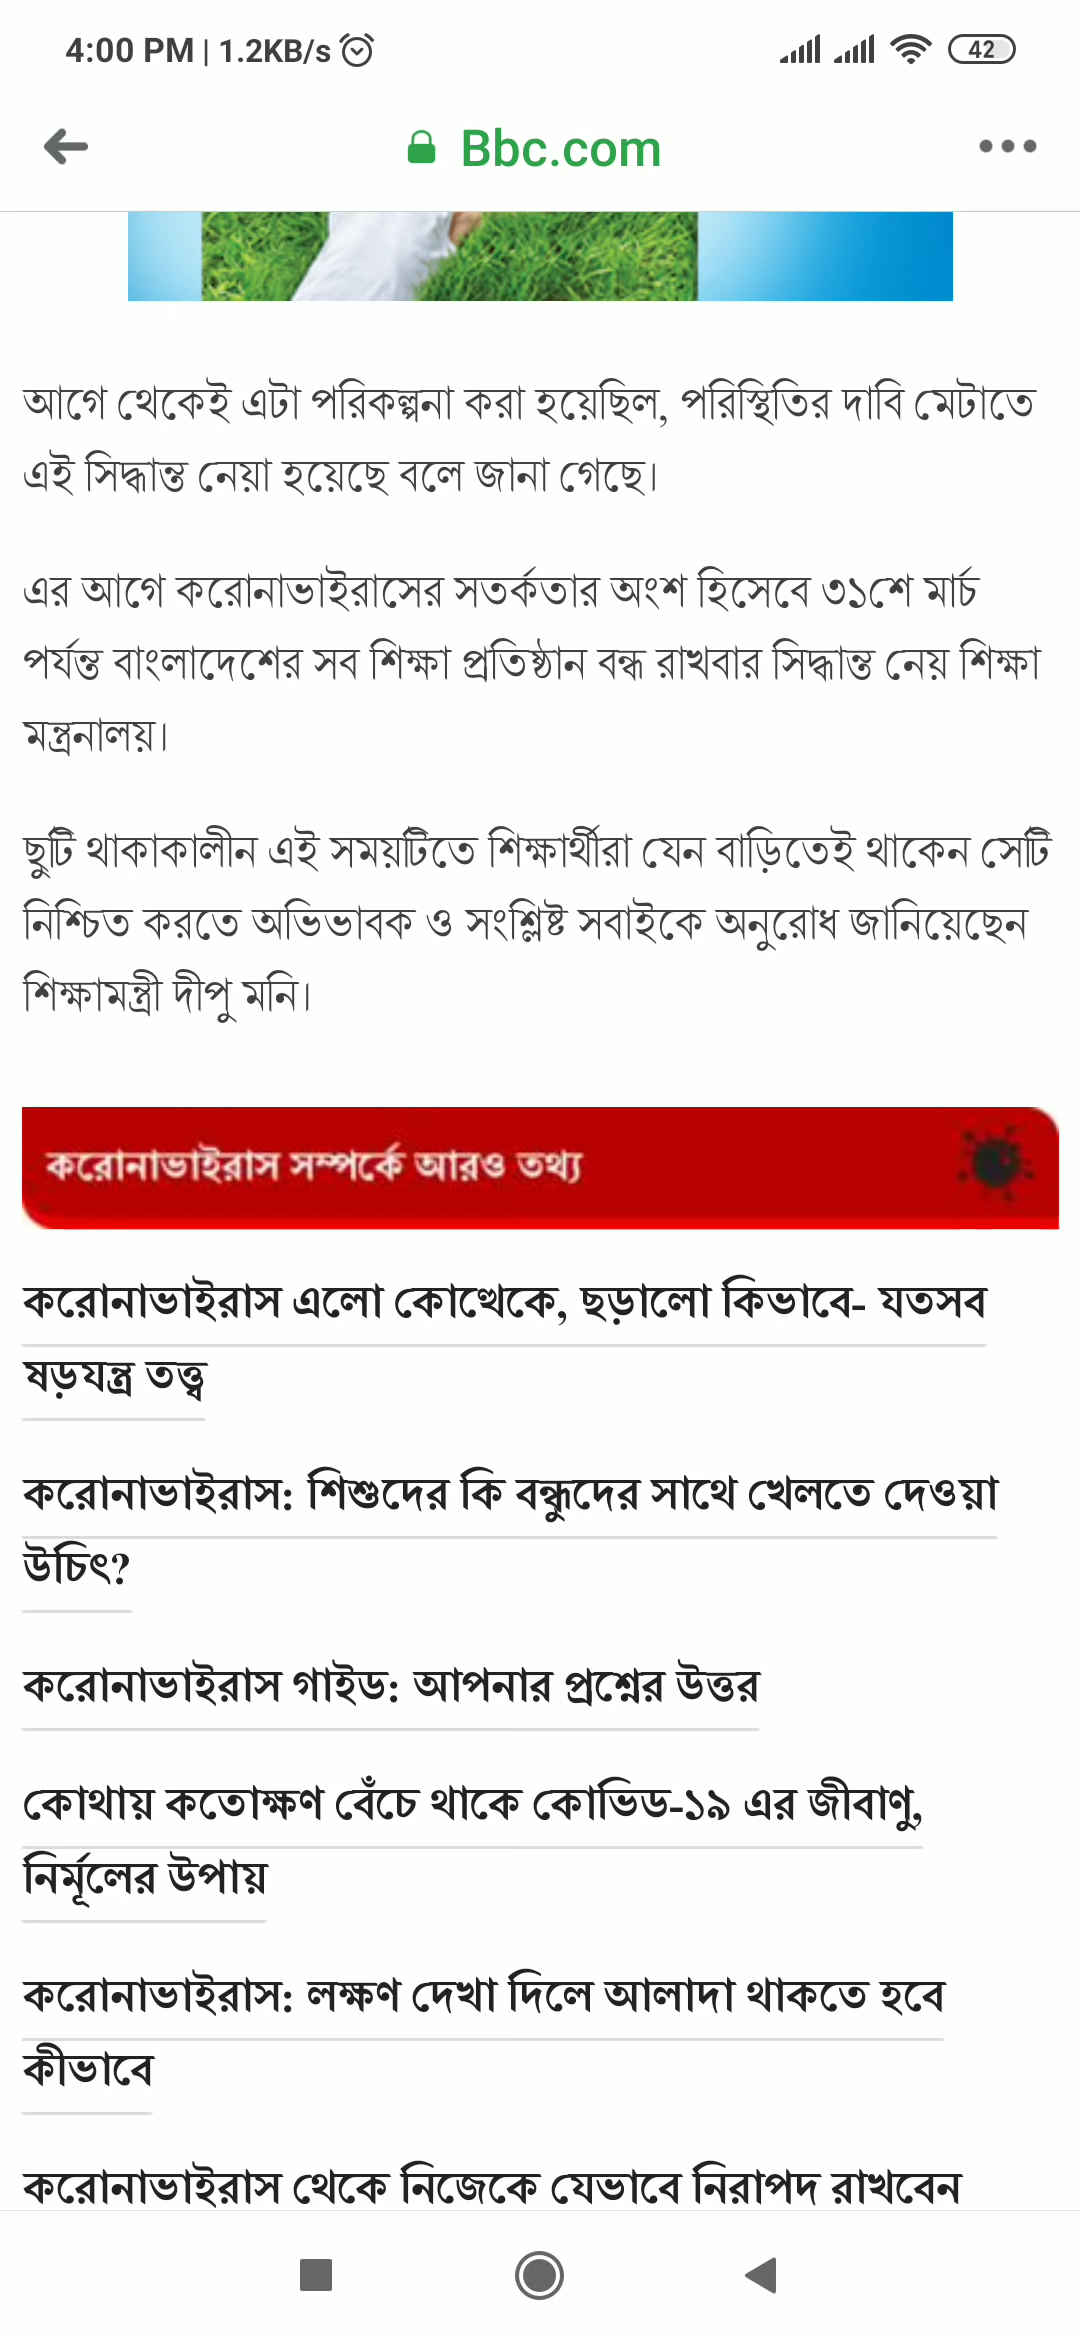 4:00 PM | 1.2KB/s
42
Bbc.com
আগে থেকেই এটা পরিকল্পনা করা হয়েছিল, পরিস্থিতির দাবি মেটাতে
এই সিদ্ধান্ত নেয়া হয়েছে বলে জানা গেছে।
এর আগে করোনাভাইরাসের সতর্কতার অংশ হিসেবে ৩১শে মার্চ
পর্যন্ত বাংলাদেশের সব শিক্ষা প্রতিষ্ঠান বন্ধ রাখবার সিদ্ধান্ত নেয় শিক্ষা
মন্ত্রনালয়।
ছুটি থাকাকালীন এই সময়টিতে শিক্ষার্থীরা যেন বাড়িতেই থাকেন সেটি
নিশ্চিত করতে অভিভাবক ও সংশ্লিষ্ট সবাইকে অনুরোধ জানিয়েছেন
শিক্ষামন্ত্রী দীপু মনি।
করোনাভাইরাস সম্পর্কে আরও তথ্য
করোনাভাইরাস এলো কোত্থেকে, ছড়ালো কিভাবে- যতসব
ষড়যন্ত্র তত্ত্ব
করোনাভাইরাস: শিশুদের কি বন্ধুদের সাথে খেলতে দেওয়া
উচিৎ?
করোনাভাইরাস গাইড: আপনার প্রশ্নের উত্তর
কোথায় কতোক্ষণ বেঁচে থাকে কোভিড-১৯ এর জীবাণু,
নির্মূলের উপায়
করোনাভাইরাস: লক্ষণ দেখা দিলে আলাদা থাকতে হবে
কীভাবে
করোনাভাইরাস থেকে নিজেকে যেভাবে নিরাপদ রাখবেন